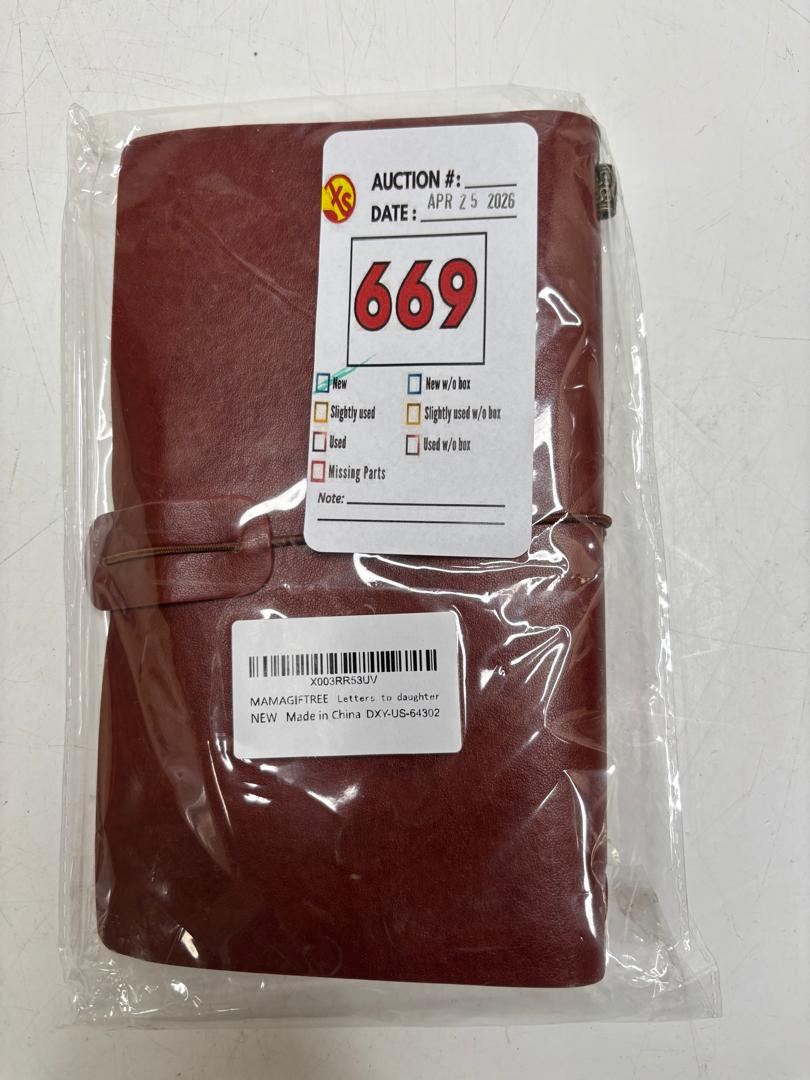 XS
AUCTION #:
DATE: APR 25 2026
669
New
New w/o box
Slightly used
Slightly used w/o box
Used
Used w/o box
Missing Parts
Note:
X003RR53UV
MAMAGIFTREE Letters to daughter
NEW Made in China DXY-US-64302